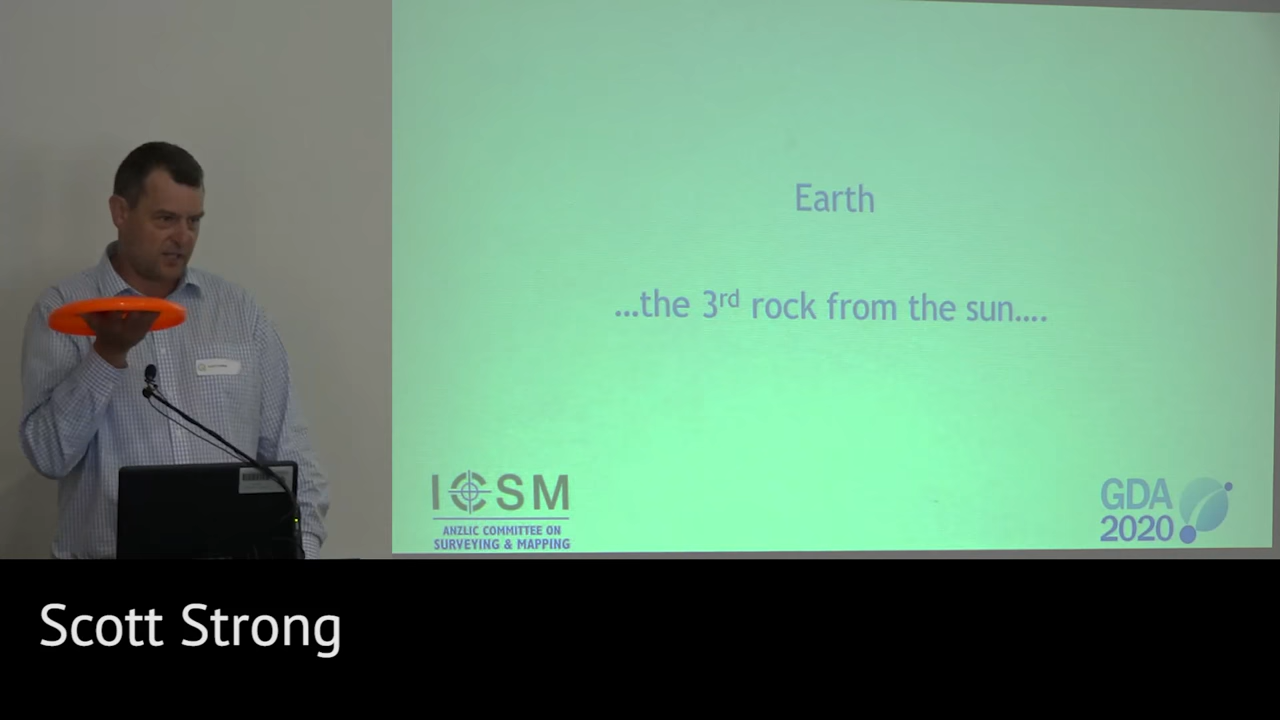 Earth
...the 3rd rock from the sun....
ICSM
ANZLIC COMMITTEE ON
SURVEYING & MAPPING
GDA
2020
Scott Strong